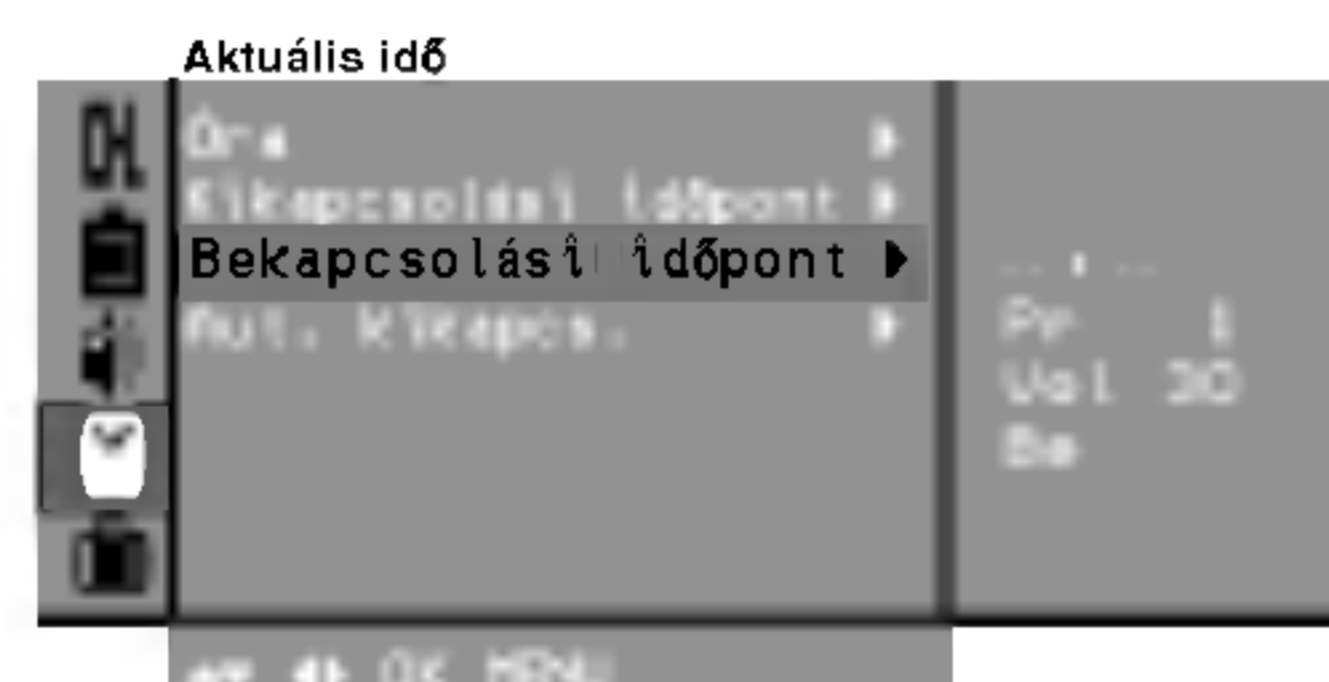 Aktuális idő
Óra
Kikapcsolási időpont
Bekapcsolási időpont
Aut. kikapcs.
Pr 1
Vol 30
Be
OK MENU